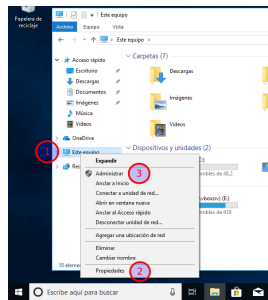 Papelera de
reciclaje
Este equipo
Archivo Equipo Vista
Este equipo
Acceso rápido
Escritorio
Descargas
Documentos
Imágenes
Música
Vídeos
OneDrive
Este equipo
Carpetas (7)
Descargas
Imágenes
Vídeos
Dispositivos y unidades (2)
1
Expandir
Administrar
3
Anclar a Inicio
Conectar a unidad de red...
Abrir en ventana nueva
Anclar al Acceso rápido
Desconectar unidad de red...
Agregar una ubicación de red
Eliminar
Cambiar nombre
Propiedades
2
(E:)
Escribe aquí para buscar